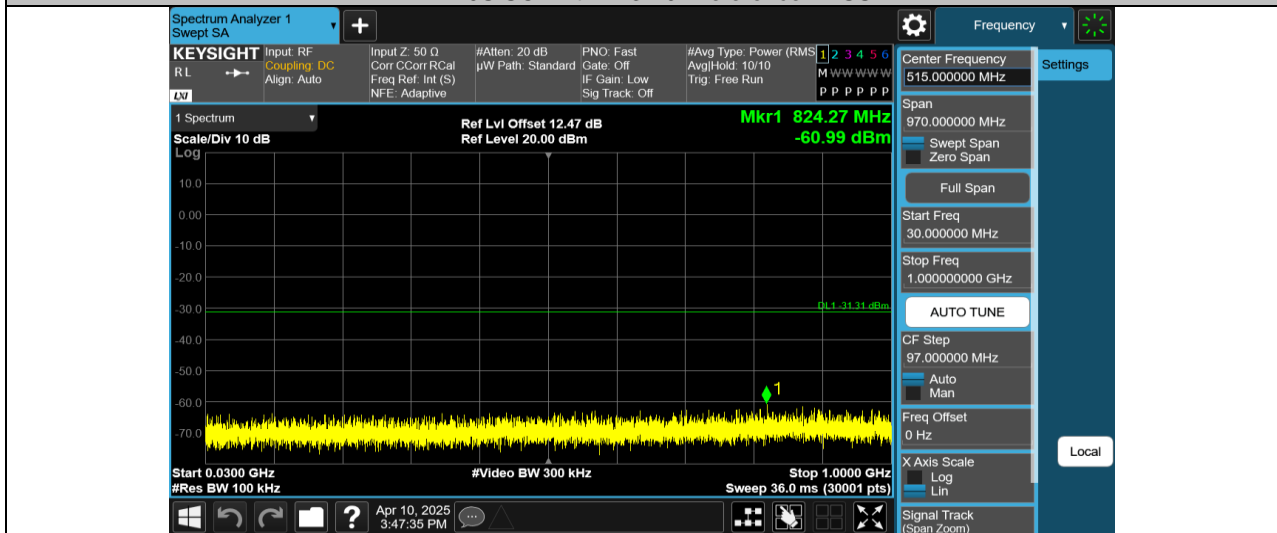 Spectrum Analyzer 1
Swept SA
Frequency
KEYSIGHT
RL
LXI
Input: RF
Coupling: DC
Align: Auto
Input Z: 50 Ω
Corr CCorr RCal
Freq Ref: Int (S)
NFE: Adaptive
#Atten: 20 dB
µW Path: Standard
PNO: Fast
Gate: Off
IF Gain: Low
Sig Track: Off
#Avg Type: Power (RMS
Avg|Hold: 10/10
Trig: Free Run
1 2 3 4 5 6
M W W W W W
P P P P P P
1 Spectrum
Scale/Div 10 dB
Log
Ref Lvl Offset 12.47 dB
Ref Level 20.00 dBm
Mkr1 824.27 MHz
-60.99 dBm
10.0
0.00
-10.0
-20.0
-30.0
-40.0
-50.0
-60.0
-70.0
DL1 -31.31 dBm
1
Start 0.0300 GHz
#Res BW 100 kHz
#Video BW 300 kHz
Stop 1.0000 GHz
Sweep 36.0 ms (30001 pts)
Center Frequency
515.000000 MHz
Span
970.000000 MHz
Swept Span
Zero Span
Full Span
Start Freq
30.000000 MHz
Stop Freq
1.000000000 GHz
AUTO TUNE
CF Step
97.000000 MHz
Auto
Man
Freq Offset
0 Hz
X Axis Scale
Log
Lin
Signal Track
(Span Zoom)
Settings
Local
?
Apr 10, 2025
3:47:35 PM